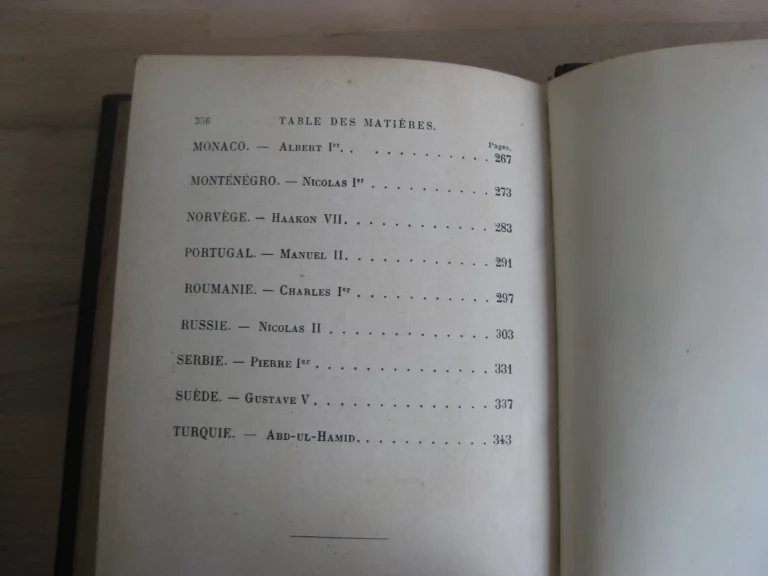 356 TABLE DES MATIÈRES.
Pages.
MONACO. — ALBERT Iᵉʳ. . . . . . . . . . . . 267
MONTÉNÉGRO. — NICOLAS Iᵉʳ . . . . . . . . . . 273
NORVÈGE. — HAAKON VII. . . . . . . . . . . . 283
PORTUGAL. — MANUEL II. . . . . . . . . . . . 291
ROUMANIE. — CHARLES Iᵉʳ . . . . . . . . . . . 297
RUSSIE. — NICOLAS II . . . . . . . . . . . . . 303
SERBIE. — PIERRE Iᵉʳ . . . . . . . . . . . . . . 331
SUÈDE. — GUSTAVE V. . . . . . . . . . . . . . 337
TURQUIE. — ABD-UL-HAMID. . . . . . . . . . . 343